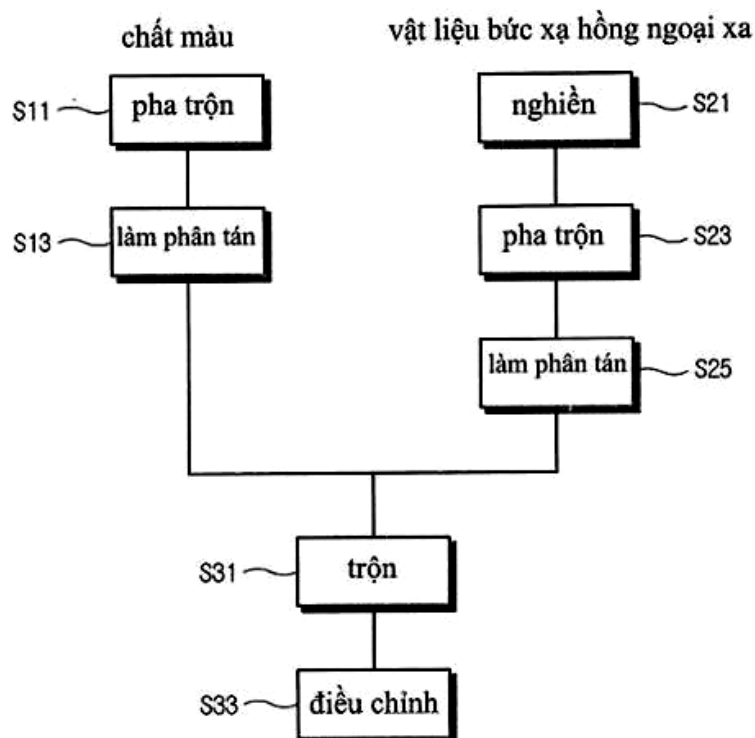 chất màu
vật liệu bức xạ hồng ngoại xa
S11
pha trộn
nghiền
S21
S13
làm phân tán
pha trộn
S23
làm phân tán
S25
S31
trộn
S33
điều chỉnh